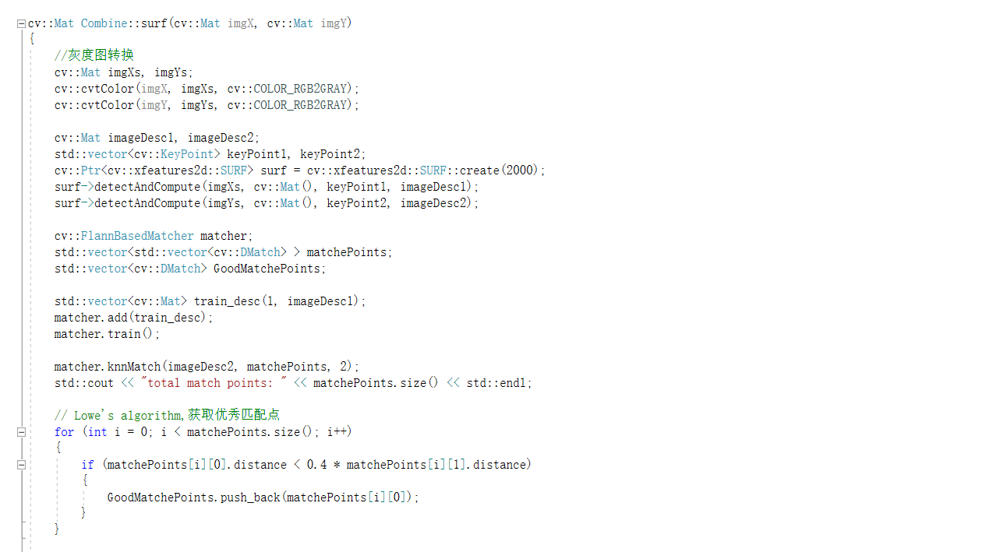 cv::Mat Combine::surf(cv::Mat imgX, cv::Mat imgY)
{
//灰度图转换
cv::Mat imgXs, imgYs;
cv::cvtColor(imgX, imgXs, cv::COLOR_RGB2GRAY);
cv::cvtColor(imgY, imgYs, cv::COLOR_RGB2GRAY);
cv::Mat imageDesc1, imageDesc2;
std::vector<cv::KeyPoint> keyPoint1, keyPoint2;
cv::Ptr<cv::xfeatures2d::SURF> surf = cv::xfeatures2d::SURF::create(2000);
surf->detectAndCompute(imgXs, cv::Mat(), keyPoint1, imageDesc1);
surf->detectAndCompute(imgYs, cv::Mat(), keyPoint2, imageDesc2);
cv::FlannBasedMatcher matcher;
std::vector<std::vector<cv::DMatch> > matchePoints;
std::vector<cv::DMatch> GoodMatchePoints;
std::vector<cv::Mat> train_desc(1, imageDesc1);
matcher.add(train_desc);
matcher.train();
matcher.knnMatch(imageDesc2, matchePoints, 2);
std::cout << "total match points: " << matchePoints.size() << std::endl;
// Lowe's algorithm,获取优秀匹配点
for (int i = 0; i < matchePoints.size(); i++)
{
if (matchePoints[i][0].distance < 0.4 * matchePoints[i][1].distance)
{
GoodMatchePoints.push_back(matchePoints[i][0]);
}
}